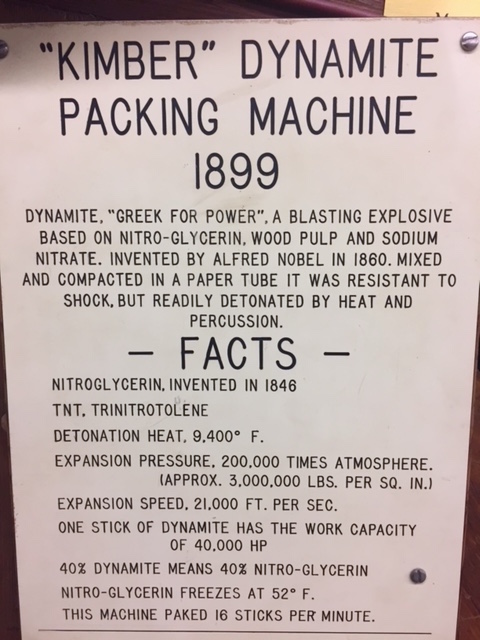 "KIMBER" DYNAMITE
PACKING MACHINE
1899
DYNAMITE, "GREEK FOR POWER", A BLASTING EXPLOSIVE
BASED ON NITRO-GLYCERIN, WOOD PULP AND SODIUM
NITRATE. INVENTED BY ALFRED NOBEL IN 1860. MIXED
AND COMPACTED IN A PAPER TUBE IT WAS RESISTANT TO
SHOCK, BUT READILY DETONATED BY HEAT AND
PERCUSSION.
— FACTS —
NITROGLYCERIN, INVENTED IN 1846
TNT, TRINITROTOLENE
DETONATION HEAT, 9,400° F.
EXPANSION PRESSURE, 200,000 TIMES ATMOSPHERE.
(APPROX. 3,000,000 LBS. PER SQ. IN.)
EXPANSION SPEED, 21,000 FT. PER SEC.
ONE STICK OF DYNAMITE HAS THE WORK CAPACITY
OF 40,000 HP
40% DYNAMITE MEANS 40% NITRO-GLYCERIN
NITRO-GLYCERIN FREEZES AT 52° F.
THIS MACHINE PAKED 16 STICKS PER MINUTE.